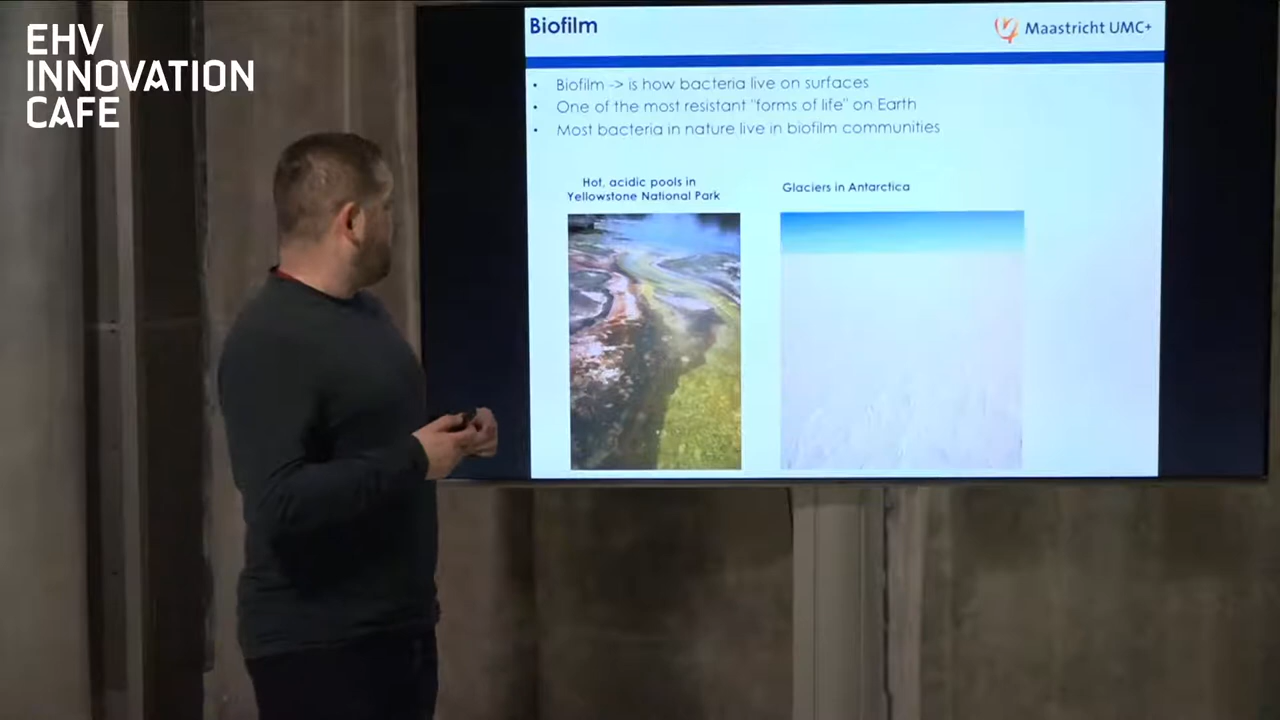 EHV
INNOVATION
CAFE
Biofilm
Maastricht UMC+
• Biofilm -> is how bacteria live on surfaces
• One of the most resistant "forms of life" on Earth
• Most bacteria in nature live in biofilm communities
Hot, acidic pools in
Yellowstone National Park
Glaciers in Antarctica